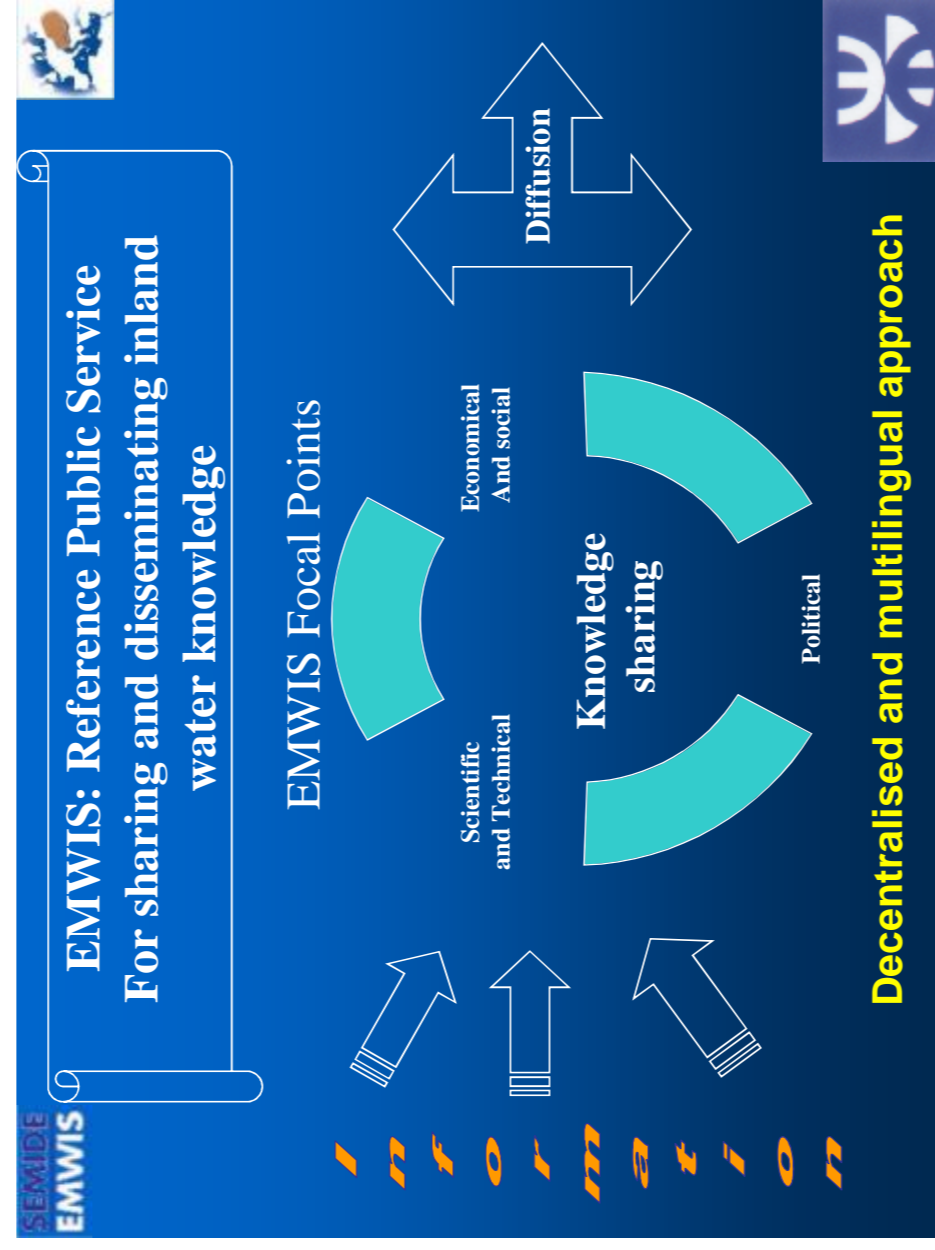 SEMIDE
EMWIS
EMWIS: Reference Public Service
For sharing and disseminating inland
water knowledge
EMWIS Focal Points
Information
Scientific
and Technical
Economical
And social
Knowledge
sharing
Political
Diffusion
Decentralised and multilingual approach